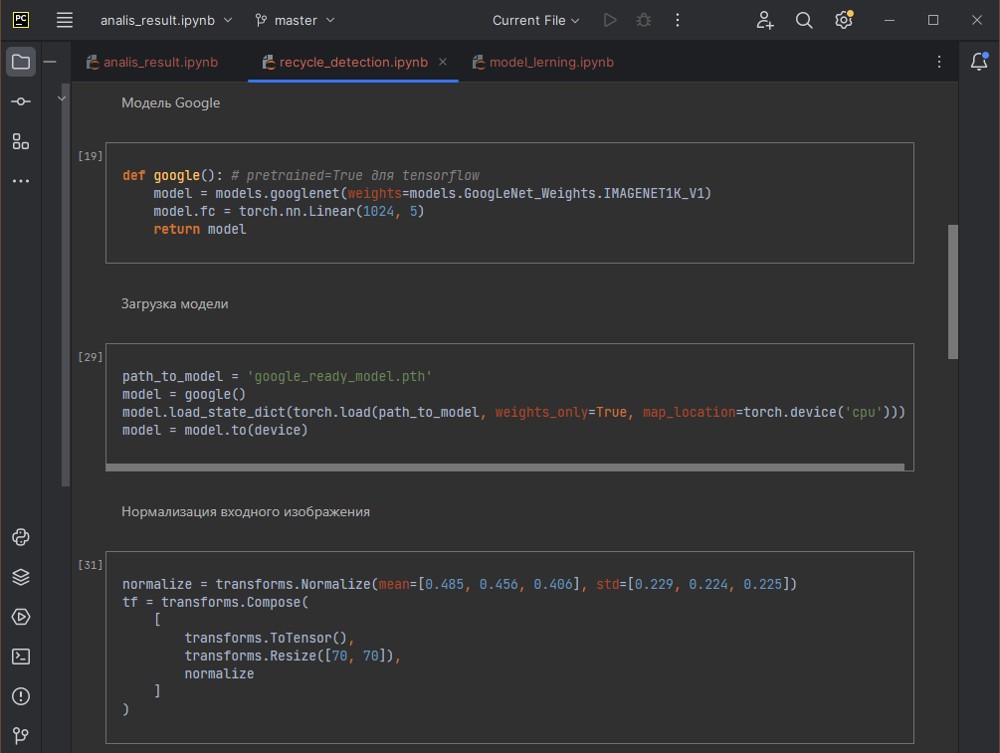 PC
analis_result.ipynb
master
Current File
analis_result.ipynb
recycle_detection.ipynb
model_lerning.ipynb
Модель Google
[19]
def google(): # pretrained=True для tensorflow
    model = models.googlenet(weights=models.GoogLeNet_Weights.IMAGENET1K_V1)
    model.fc = torch.nn.Linear(1024, 5)
    return model
Загрузка модели
[29]
path_to_model = 'google_ready_model.pth'
model = google()
model.load_state_dict(torch.load(path_to_model, weights_only=True, map_location=torch.device('cpu')))
model = model.to(device)
Нормализация входного изображения
[31]
normalize = transforms.Normalize(mean=[0.485, 0.456, 0.406], std=[0.229, 0.224, 0.225])
tf = transforms.Compose(
    [
        transforms.ToTensor(),
        transforms.Resize([70, 70]),
        normalize
    ]
)